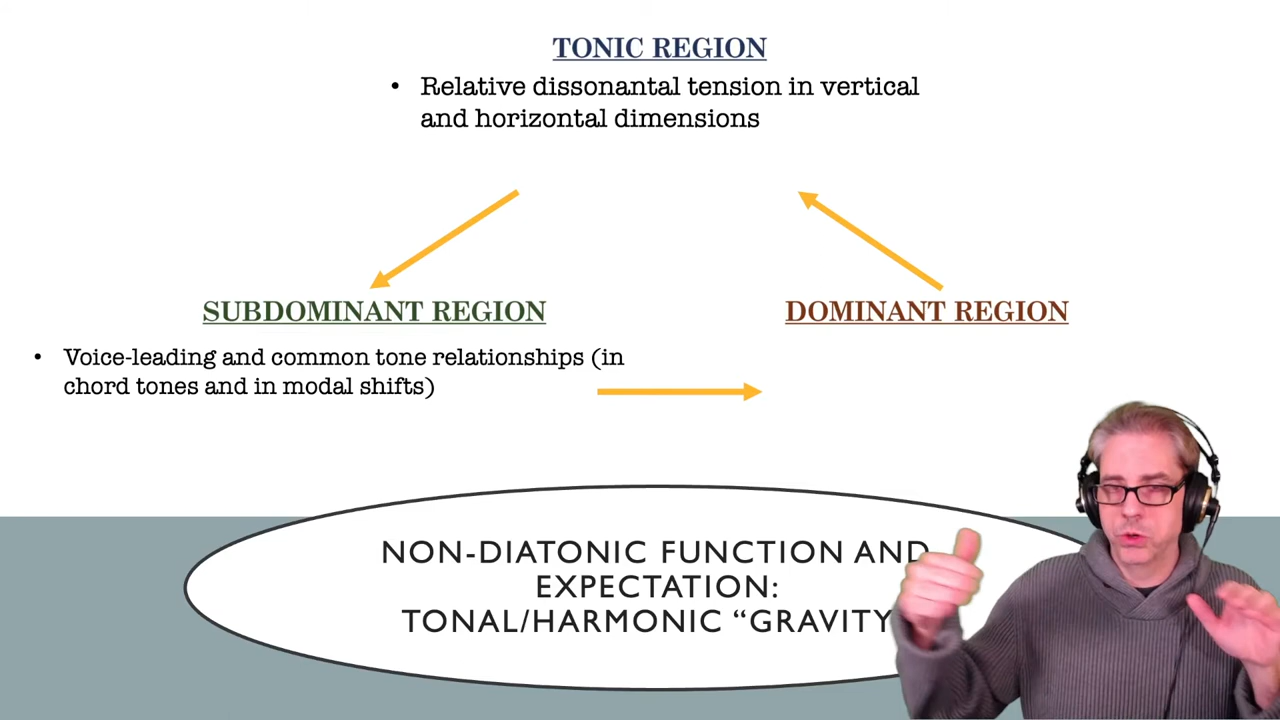 TONIC REGION
• Relative dissonantal tension in vertical
and horizontal dimensions
SUBDOMINANT REGION
DOMINANT REGION
• Voice-leading and common tone relationships (in
chord tones and in modal shifts)
NON-DIATONIC FUNCTION AND
EXPECTATION:
TONAL/HARMONIC “GRAVITY